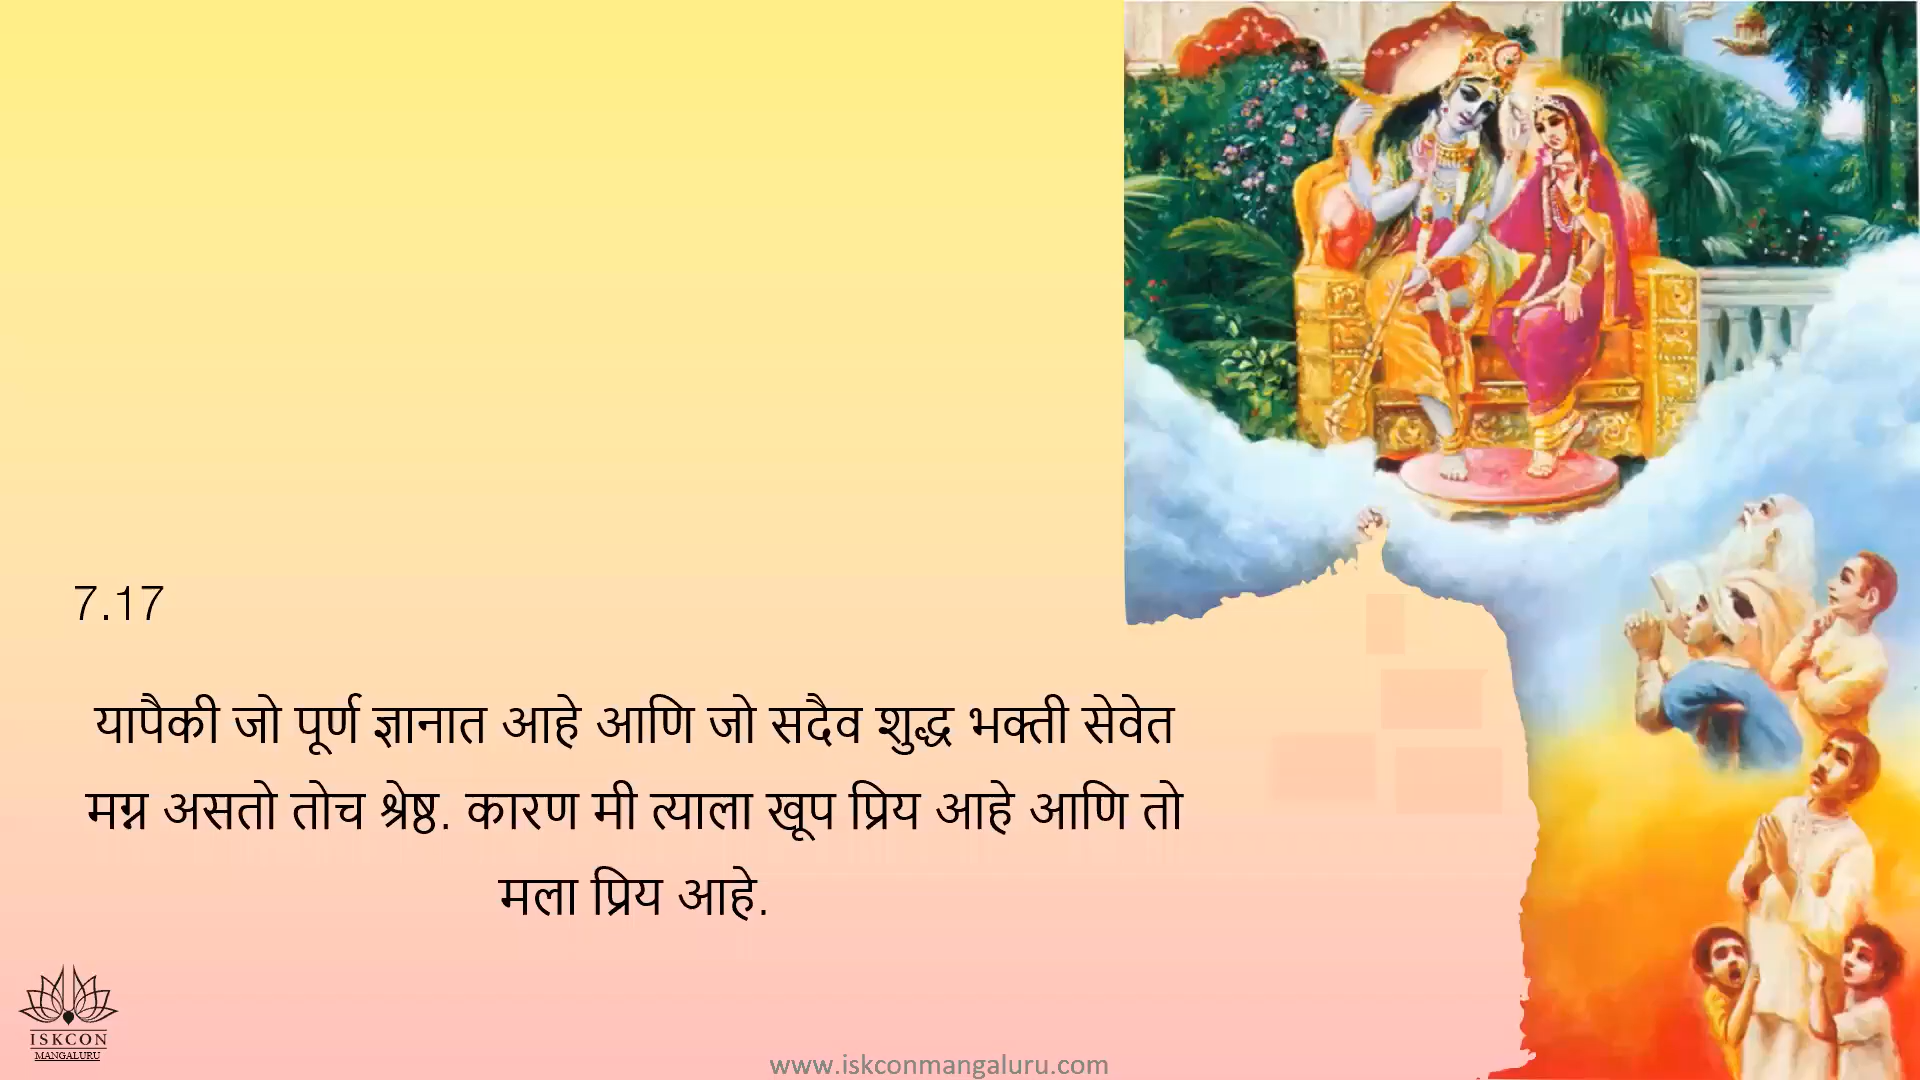 7.17
यापैकी जो पूर्ण ज्ञानात आहे आणि जो सदैव शुद्ध भक्ती सेवेत
मग्न असतो तोच श्रेष्ठ. कारण मी त्याला खूप प्रिय आहे आणि तो
मला प्रिय आहे.
ISKCON
MANGALURU
www.iskconmangaluru.com